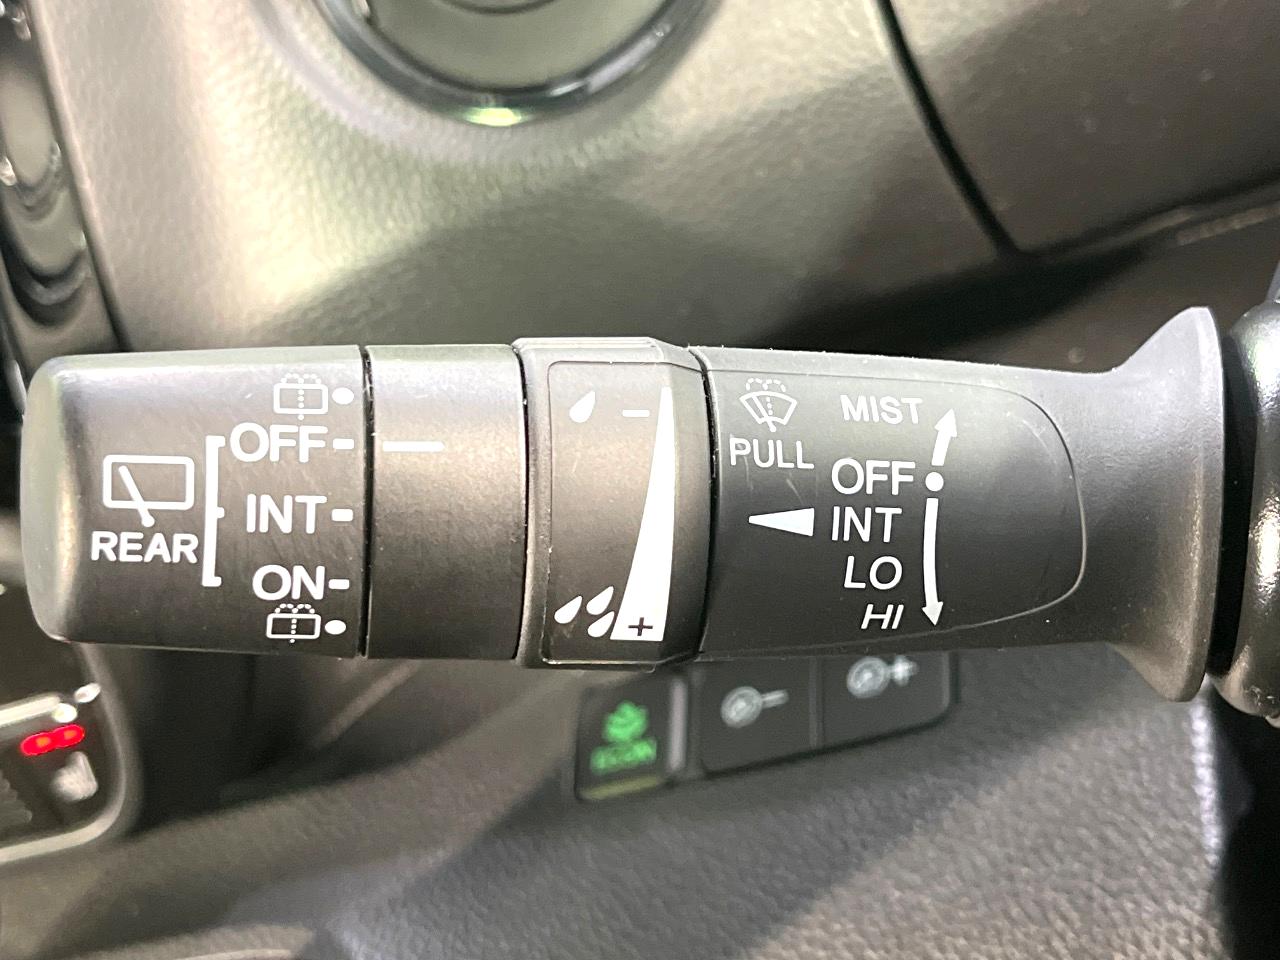 REAR
OFF
INT
ON
-
+
PULL
MIST
OFF
INT
LO
HI
ECON
-
+